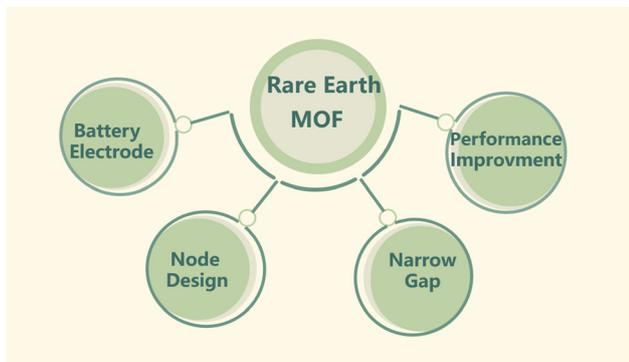 Rare Earth
MOF
Battery
Electrode
Performance
Improvment
Node
Design
Narrow
Gap